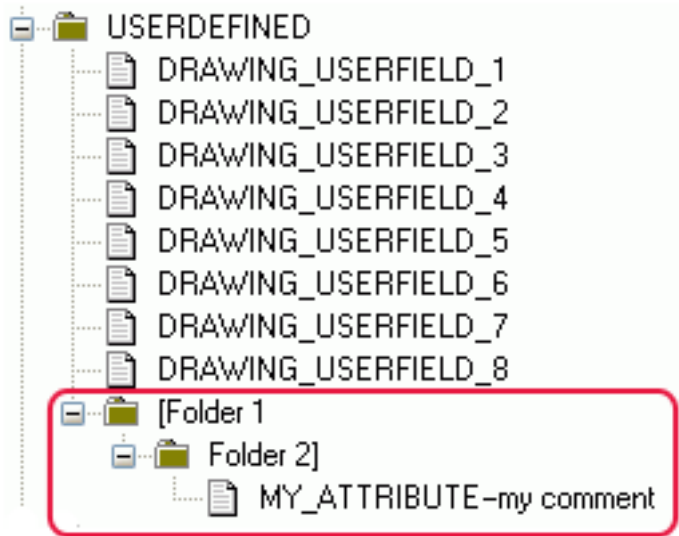 USERDEFINED
DRAWING_USERFIELD_1
DRAWING_USERFIELD_2
DRAWING_USERFIELD_3
DRAWING_USERFIELD_4
DRAWING_USERFIELD_5
DRAWING_USERFIELD_6
DRAWING_USERFIELD_7
DRAWING_USERFIELD_8
[Folder 1
Folder 2]
MY_ATTRIBUTE-my comment